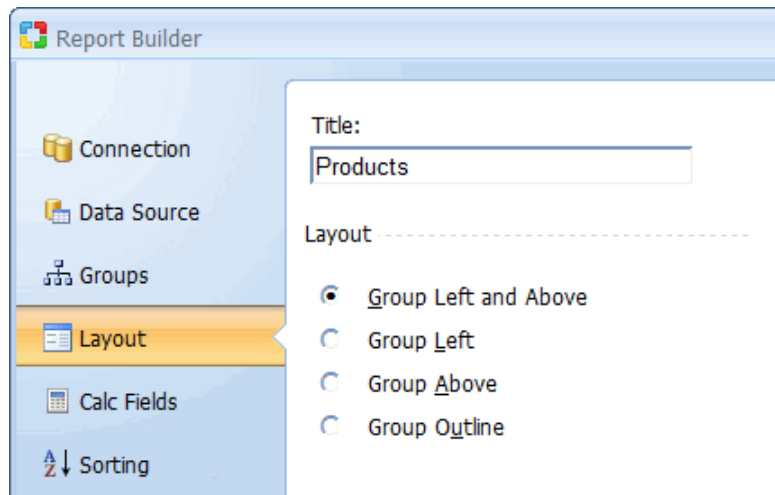 Report Builder
Connection
Data Source
Groups
Layout
Calc Fields
Sorting
Title:
Products
Layout
Group Left and Above
Group Left
Group Above
Group Outline